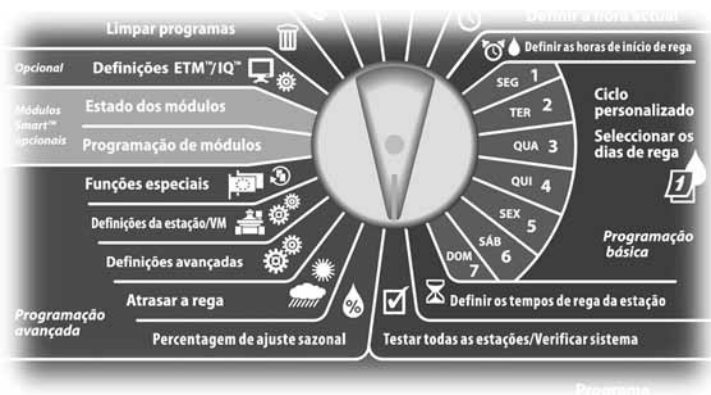 Definir a hora actual
Limpar programas
Definir as horas de início de rega
Opcional
Definições ETM™/IQ™
SEG 1
Ciclo
personalizado
Módulos
Smart™
opcionais
Estado dos módulos
TER 2
Seleccionar os
dias de rega
Programação de módulos
QUA 3
1
Funções especiais
QUI 4
Definições da estação/VM
SEX 5
Programação
básica
SÁB 6
DOM 7
Definições avançadas
Atrasar a rega
%
Definir os tempos de rega da estação
Programação
avançada
Percentagem de ajuste sazonal
Testar todas as estações/Verificar sistema
Programa